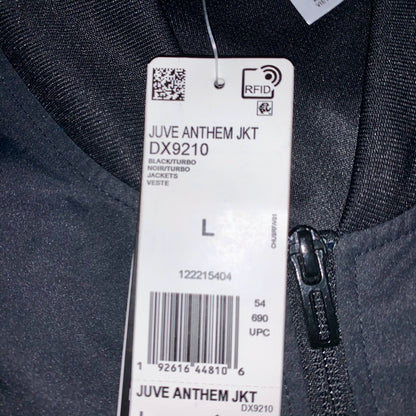 RFID
JUVE ANTHEM JKT
DX9210
BLACK/TURBO
NOIR/TURBO
JACKETS
VESTE
L
122215404
54
690
UPC
1 92616 44810 6
JUVE ANTHEM JKT
DX9210